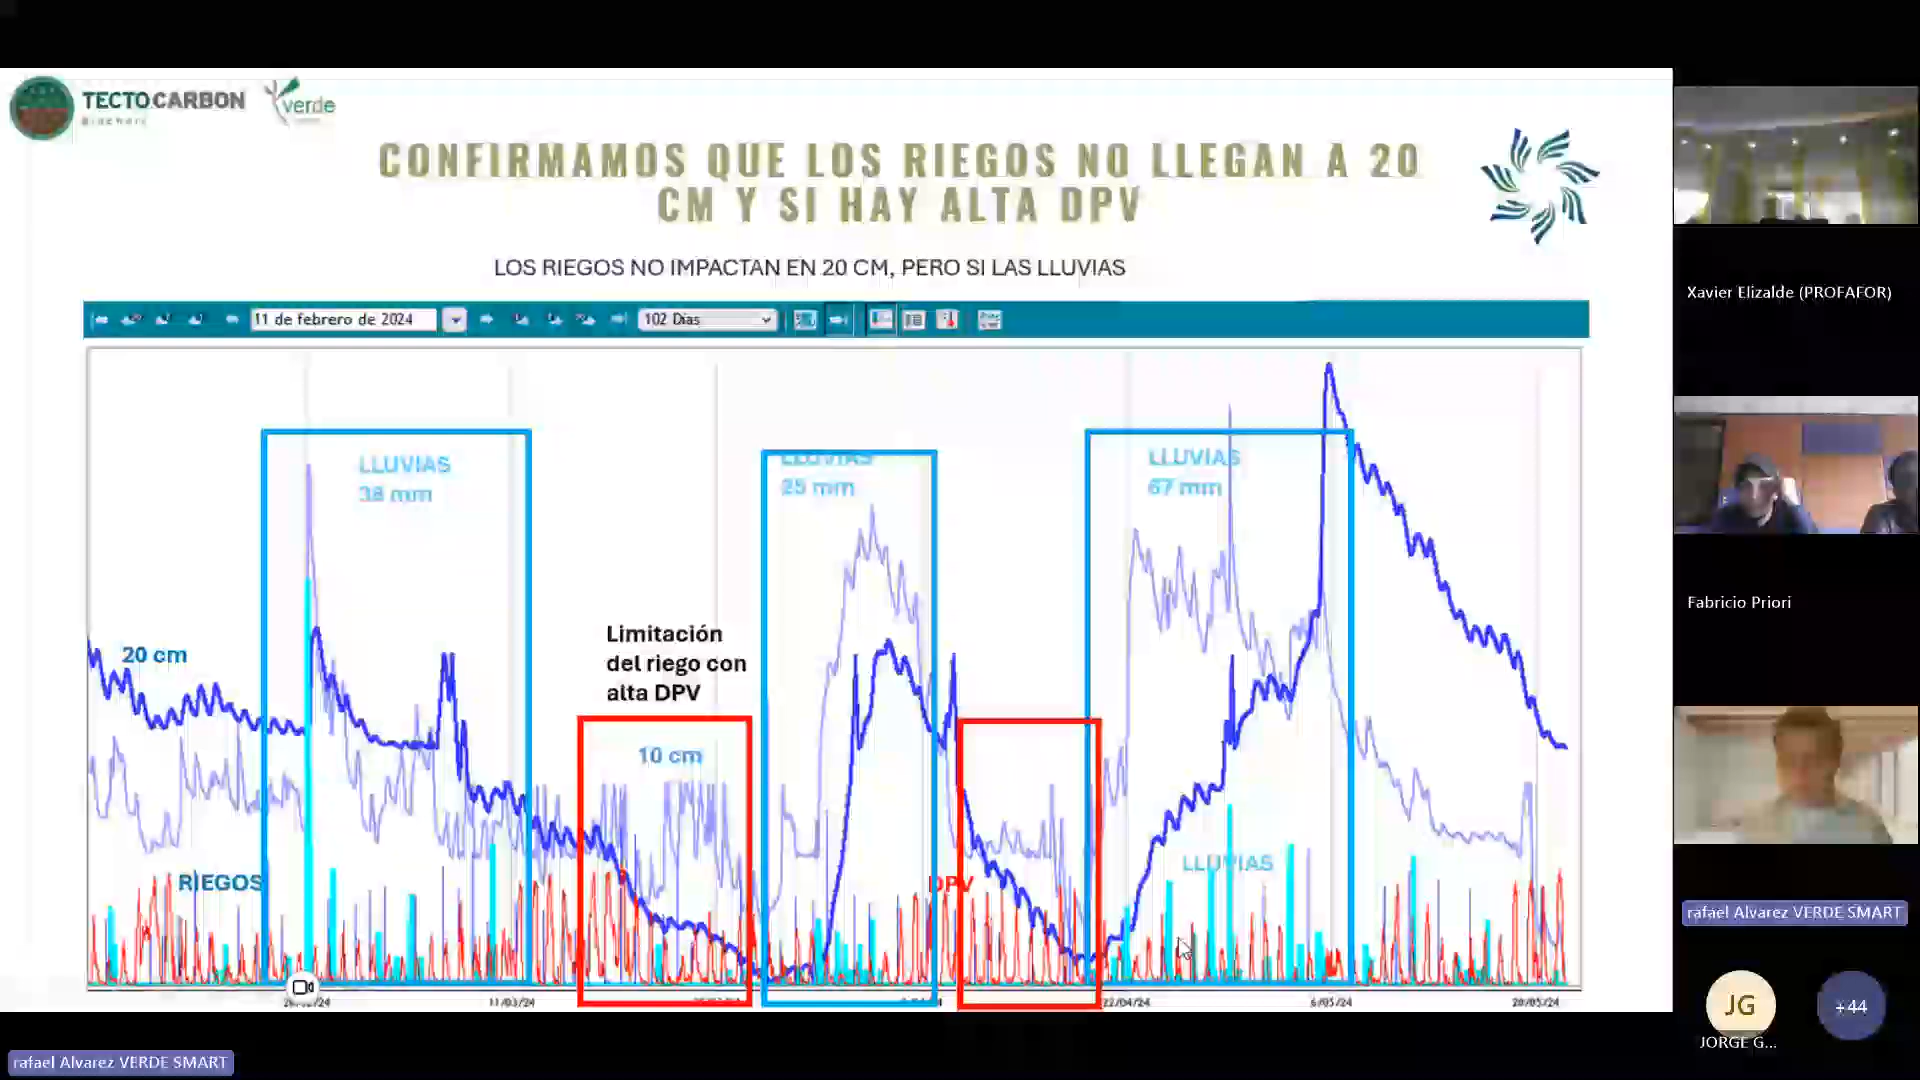 TECTO CARBON
verde
CONFIRMAMOS QUE LOS RIEGOS NO LLEGAN A 20
CM Y SI HAY ALTA DPV
LOS RIEGOS NO IMPACTAN EN 20 CM, PERO SI LAS LLUVIAS
11 de febrero de 2024
102 Días
LLUVIAS
38 mm
LLUVIAS
25 mm
LLUVIAS
67 mm
20 cm
Limitación
del riego con
alta DPV
10 cm
RIEGOS
DPV
LLUVIAS
11/03/24
22/04/24
6/05/24
20/05/24
Xavier Elizalde (PROFAFOR)
Fabricio Priori
rafael Alvarez VERDE SMART
JG
+44
JORGE G...
rafael Alvarez VERDE SMART